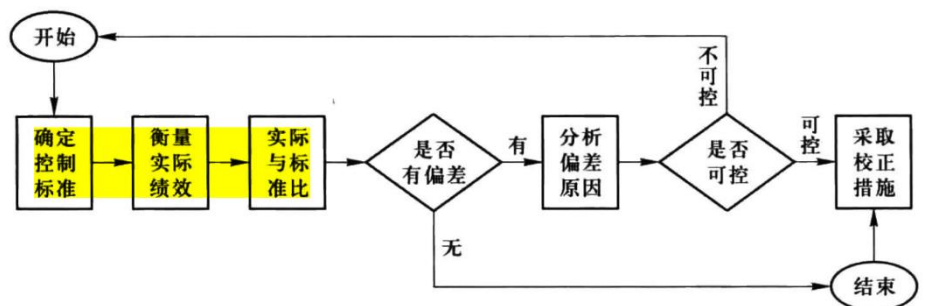 开始
确定
控制
标准
衡量
实际
绩效
实际
与标
准比
是否
有偏差
有
无
分析
偏差
原因
是否
可控
不
可
控
可
控
采取
校正
措施
结束